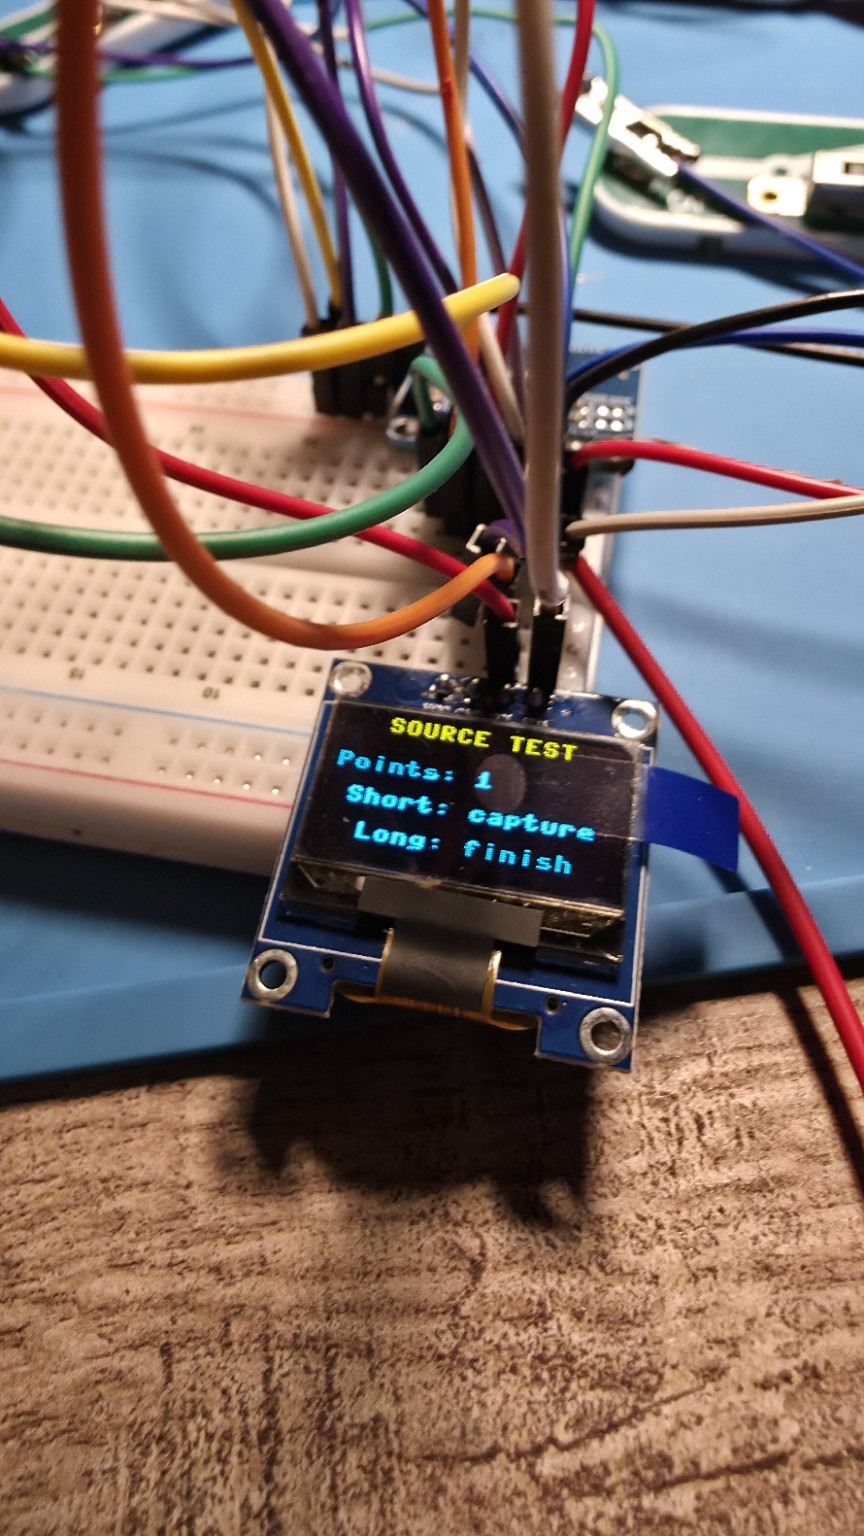 SOURCE TEST
Points: 1
Short: capture
Long: finish